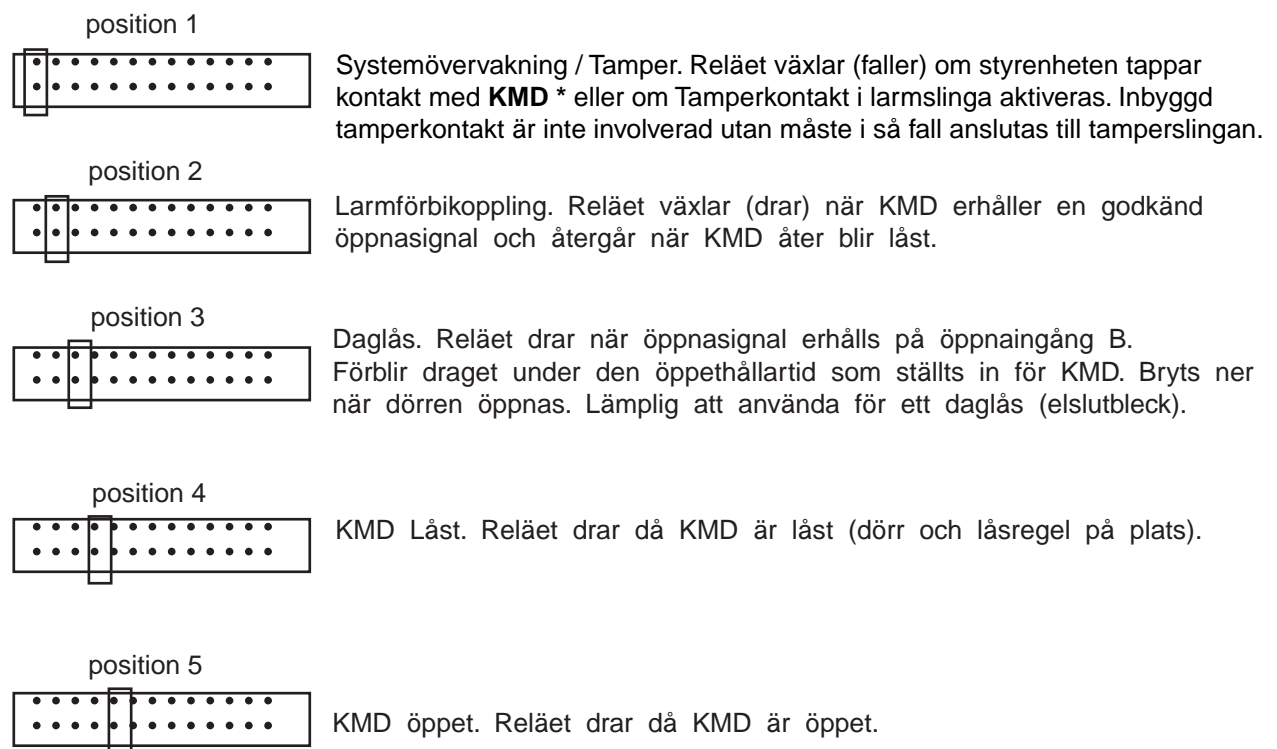 position 1
Systemövervakning / Tamper. Reläet växlar (faller) om styrenheten tappar
kontakt med KMD * eller om Tamperkontakt i larmslinga aktiveras. Inbyggd
tamperkontakt är inte involverad utan måste i så fall anslutas till tamperslingan.
position 2
Larmförbikoppling. Reläet växlar (drar) när KMD erhåller en godkänd
öppnasignal och återgår när KMD åter blir låst.
position 3
Daglås. Reläet drar när öppnasignal erhålls på öppnaingång B.
Förblir draget under den öppethållartid som ställts in för KMD. Bryts ner
när dörren öppnas. Lämplig att använda för ett daglås (elslutbleck).
position 4
KMD Låst. Reläet drar då KMD är låst (dörr och låsregel på plats).
position 5
KMD öppet. Reläet drar då KMD är öppet.